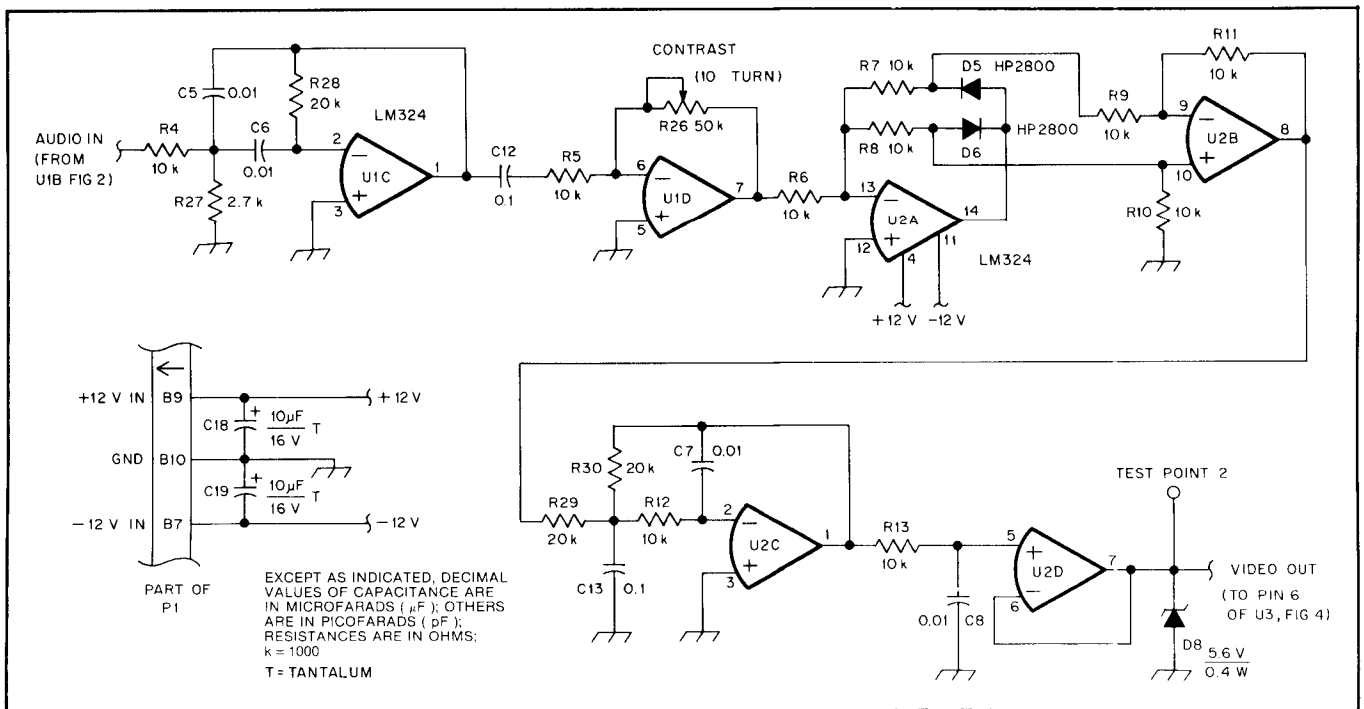 AUDIO IN
(FROM
U1B FIG 2)
R4
10 k
C5
0.01
R27
2.7 k
C6
0.01
R28
20 k
LM324
2
3
1
U1C
C12
0.1
R5
10 k
CONTRAST
(10 TURN)
R26 50k
6
5
7
U1D
R6
10 k
R7 10 k
R8 10 k
D5 HP2800
HP2800
D6
13
12
14
11
4
U2A
LM324
+12 V
-12 V
R9
10 k
R10
10 k
R11
10 k
9
10
8
U2B
+12 V IN
B9
+12 V
C18
+
10µF
16 V
T
GND
B10
C19
+
10µF
16 V
T
-12 V IN
B7
-12 V
PART OF
P1
EXCEPT AS INDICATED, DECIMAL
VALUES OF CAPACITANCE ARE
IN MICROFARADS (µF); OTHERS
ARE IN PICOFARADS (pF);
RESISTANCES ARE IN OHMS;
k = 1000
T = TANTALUM
R29
20k
R30
20k
C13
0.1
R12
10 k
C7
0.01
2
3
1
U2C
R13
10 k
0.01
C8
5
6
7
U2D
TEST POINT 2
VIDEO OUT
(TO PIN 6
OF U3, FIG 4)
D8
5.6 V
0.4 W